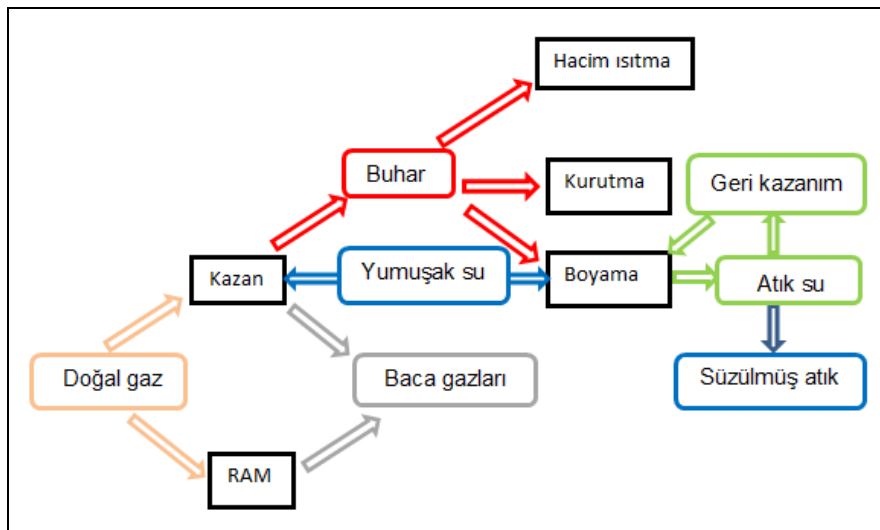 Hacim ısıtma
Buhar
Kurutma
Geri kazanım
Kazan
Yumuşak su
Boyama
Atık su
Doğal gaz
Baca gazları
Süzülmüş atık
RAM